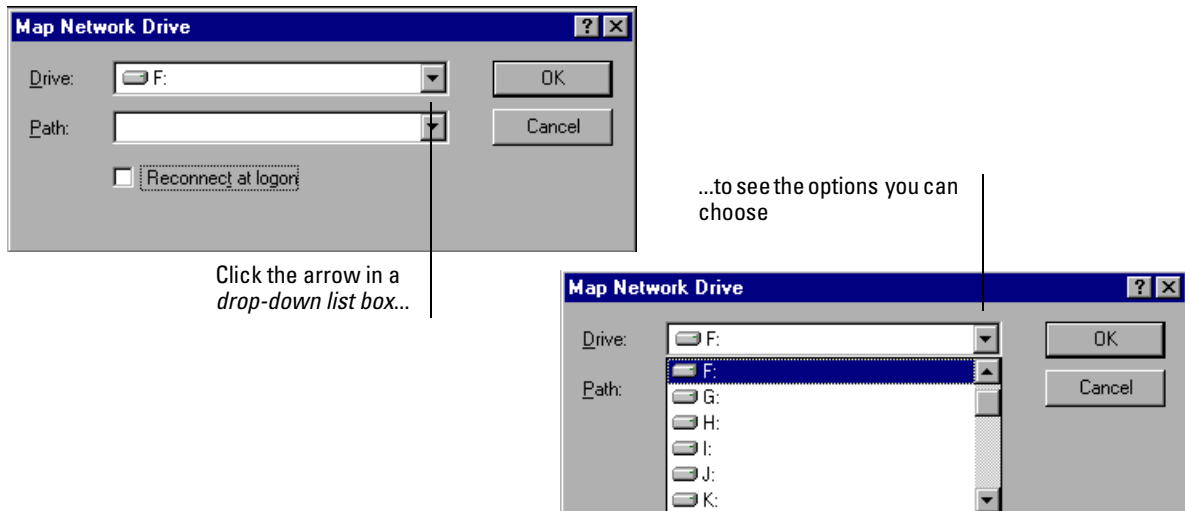 Map Network Drive
Drive: F: OK
Path: Cancel
Reconnect at logon
Click the arrow in a
drop-down list box...
...to see the options you can
choose
Map Network Drive
Drive: F: OK
Path: F: Cancel
G:
H:
I:
J:
K: